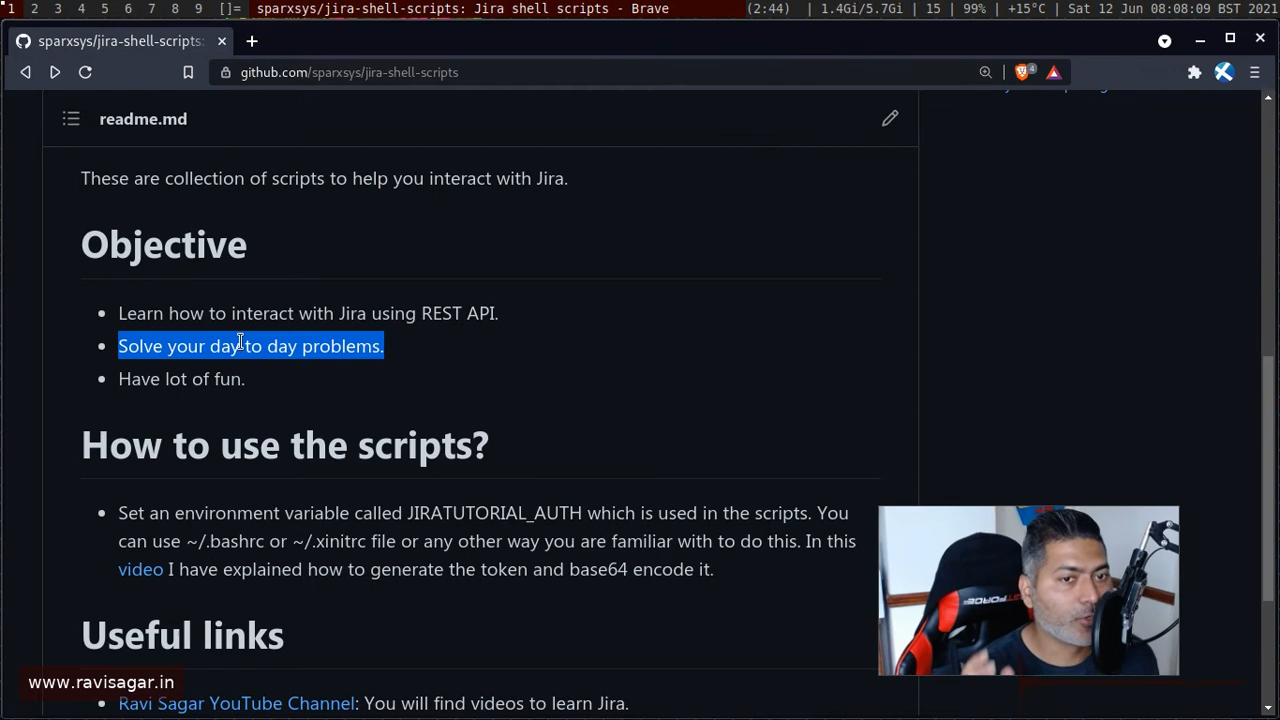 1 2 3 4 5 6 7 8 9 []= sparxsys/jira-shell-scripts: Jira shell scripts - Brave (2:44) | 1.4Gi/5.7Gi | 15 | 99% | +15°C | Sat 12 Jun 08:08:09 BST 2021
sparxsys/jira-shell-scripts:
github.com/sparxsys/jira-shell-scripts
4
readme.md
These are collection of scripts to help you interact with Jira.
Objective
Learn how to interact with Jira using REST API.
Solve your day to day problems.
Have lot of fun.
How to use the scripts?
Set an environment variable called JIRATUTORIAL_AUTH which is used in the scripts. You
can use ~/.bashrc or ~/.xinitrc file or any other way you are familiar with to do this. In this
video I have explained how to generate the token and base64 encode it.
Useful links
www.ravisagar.in
Ravi Sagar YouTube Channel: You will find videos to learn Jira.